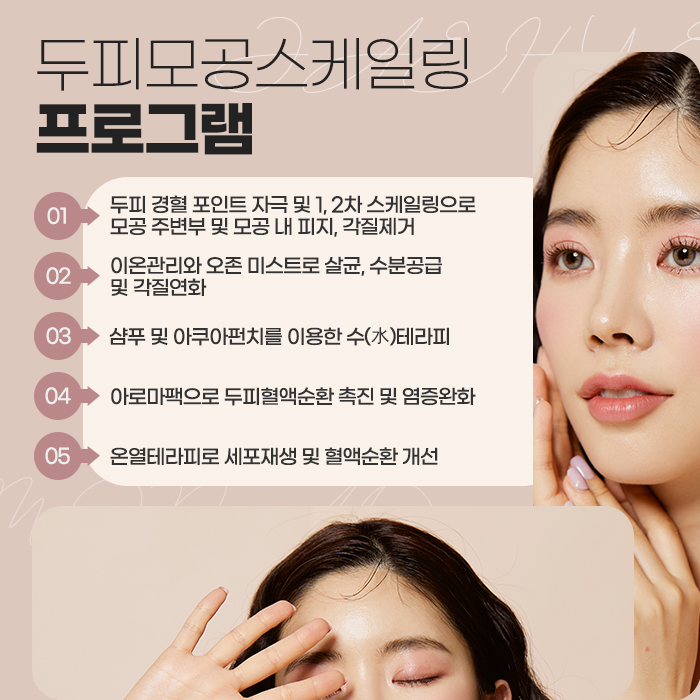 두피모공스케일링
프로그램
01
두피 경혈 포인트 자극 및 1, 2차 스케일링으로
모공 주변부 및 모공 내 피지, 각질제거
02
이온관리와 오존 미스트로 살균, 수분공급
및 각질연화
03
샴푸 및 아쿠아펀치를 이용한 수(水)테라피
04
아로마팩으로 두피혈액순환 촉진 및 염증완화
05
온열테라피로 세포재생 및 혈액순환 개선